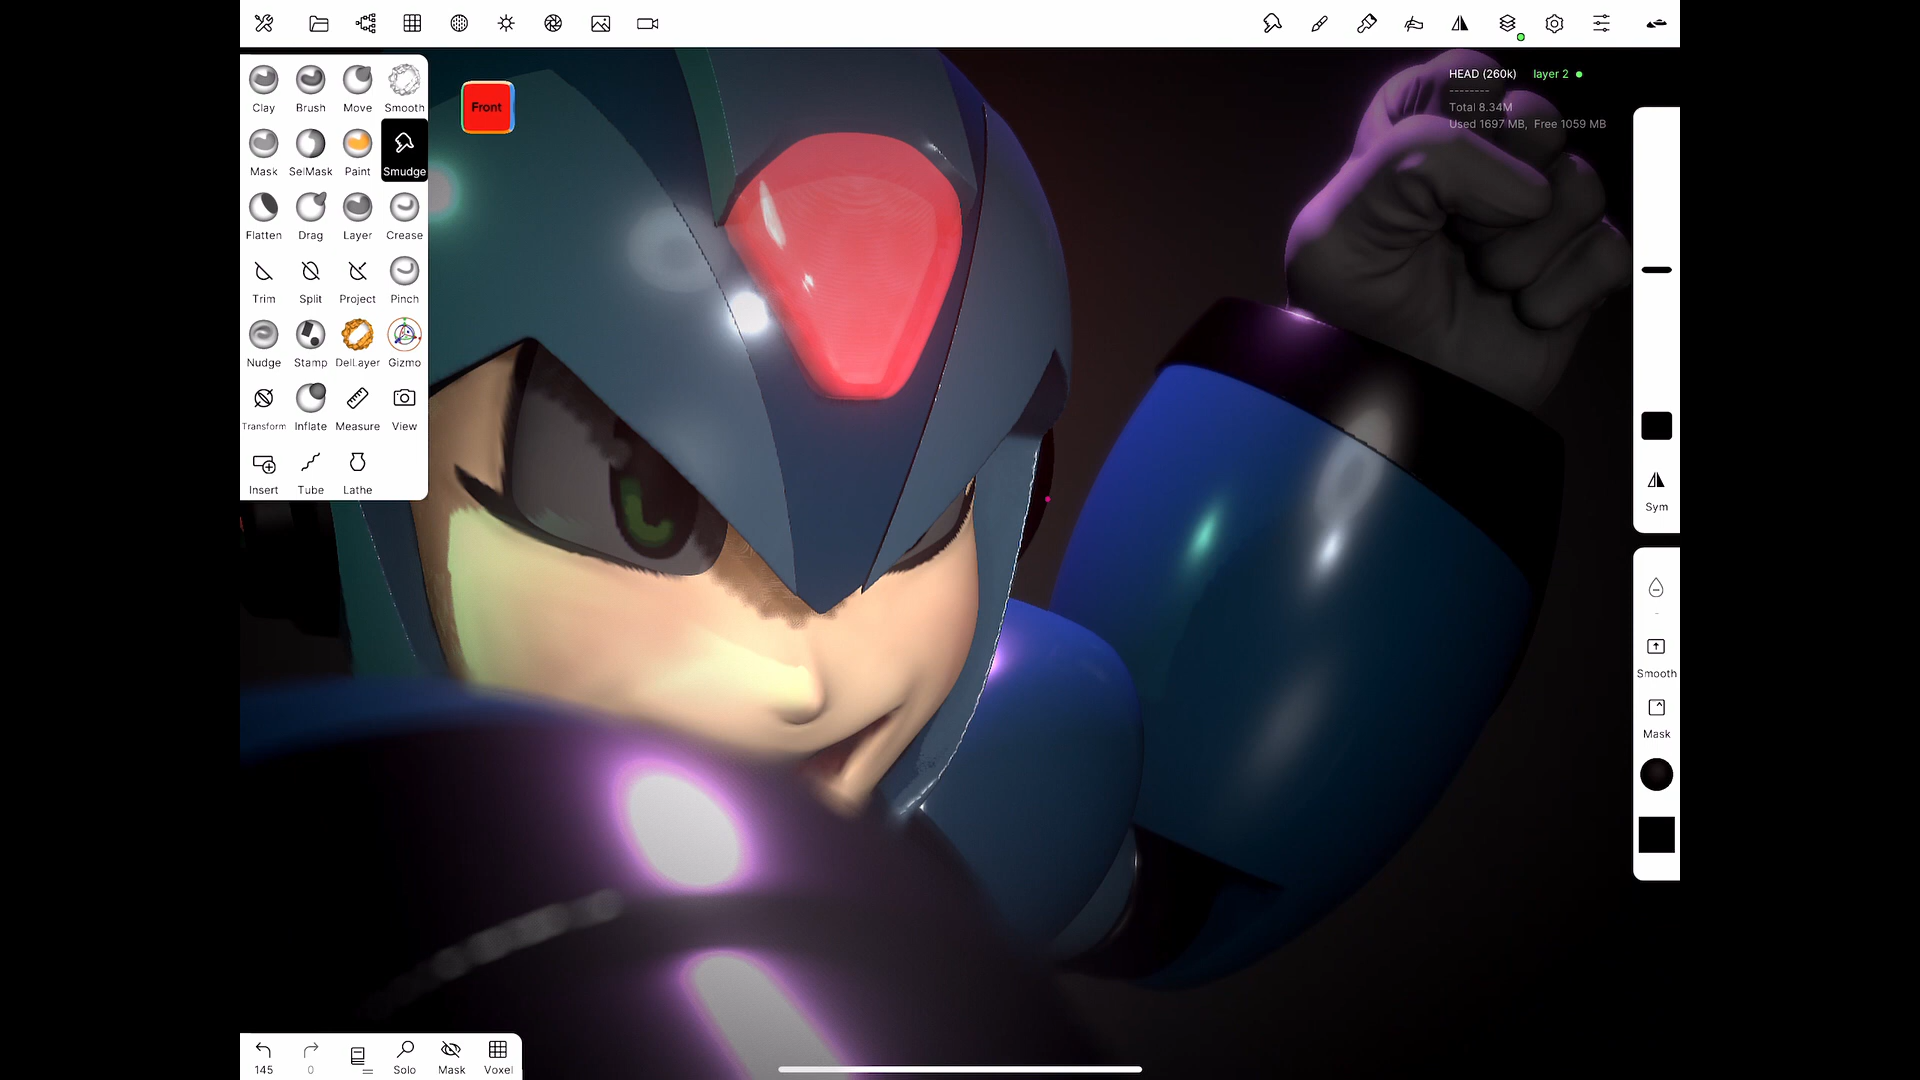 Clay Brush Move Smooth
Mask SelMask Paint Smudge
Flatten Drag Layer Crease
Trim Split Project Pinch
Nudge Stamp DelLayer Gizmo
Transform Inflate Measure View
Insert Tube Lathe
Front
HEAD (260k) layer 2
--------
Total 8.34M
Used 1697 MB, Free 1059 MB
Sym
-
Smooth
Mask
145 0 Solo Mask Voxel